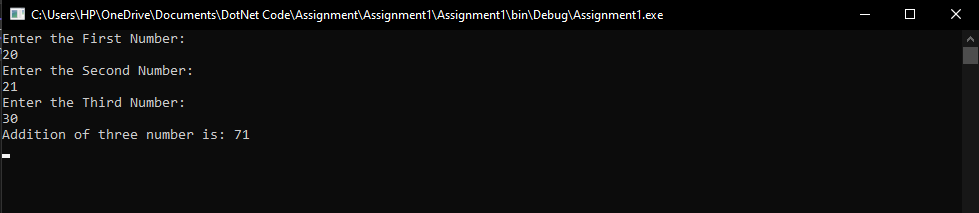 C:\Users\HP\OneDrive\Documents\DotNet Code\Assignment\Assignment1\Assignment1\bin\Debug\Assignment1.exe
Enter the First Number:
20
Enter the Second Number:
21
Enter the Third Number:
30
Addition of three number is: 71